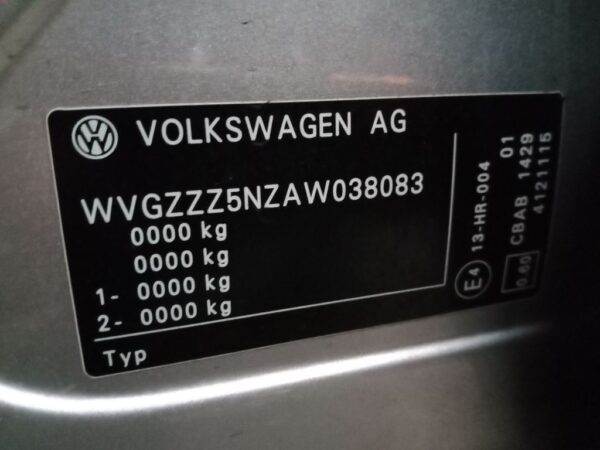 VOLKSWAGEN AG
WVGZZZ5NZAW038083
0000 kg
0000 kg
1- 0000 kg
2- 0000 kg
Typ
E4
13-HR-004
01
CBAB 1429
4121115
0.60